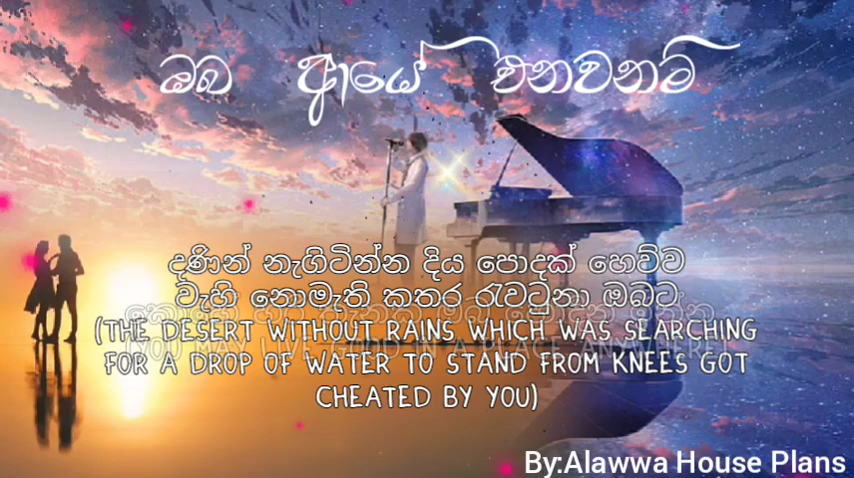 ඔබ ආයේ එනවනම්
දණින් නැගිටින්න දිය පොදක් හෙව්ව
වැහි නොමැති කතර රැවටුනා ඔබට
(THE DESERT WITHOUT RAINS WHICH WAS SEARCHING
FOR A DROP OF WATER TO STAND FROM KNEES GOT
CHEATED BY YOU)
By:Alawwa House Plans